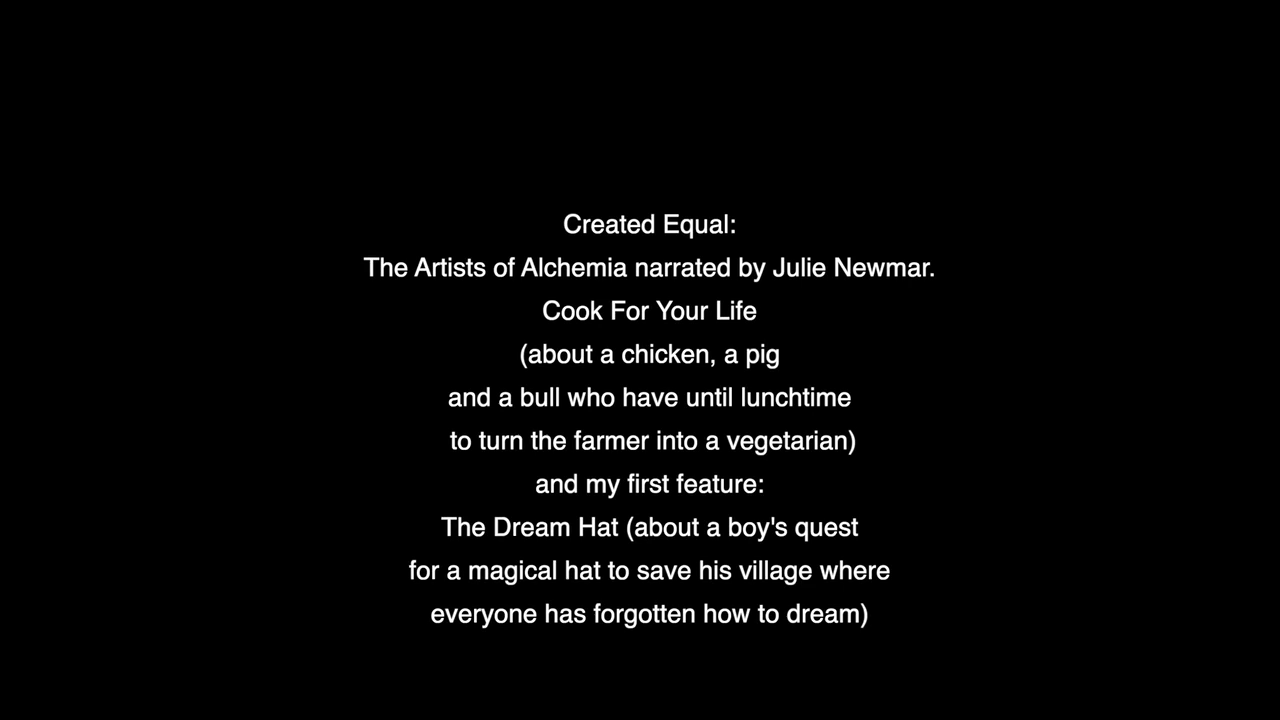 Created Equal:
The Artists of Alchemia narrated by Julie Newmar.
Cook For Your Life
(about a chicken, a pig
and a bull who have until lunchtime
to turn the farmer into a vegetarian)
and my first feature:
The Dream Hat (about a boy's quest
for a magical hat to save his village where
everyone has forgotten how to dream)